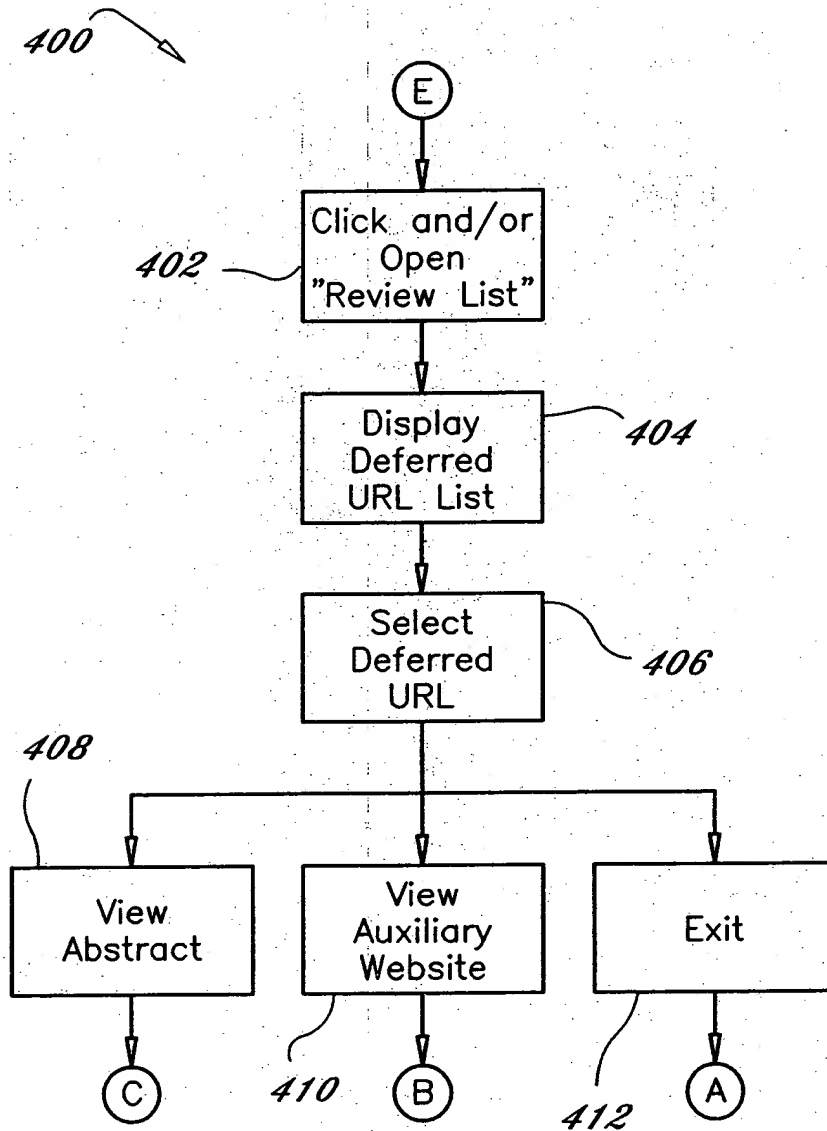 400
E
Click and/or
Open
"Review List"
402
Display
Deferred
URL List
404
Select
Deferred
URL
406
408
View
Abstract
View
Auxiliary
Website
Exit
410
412
C
B
A